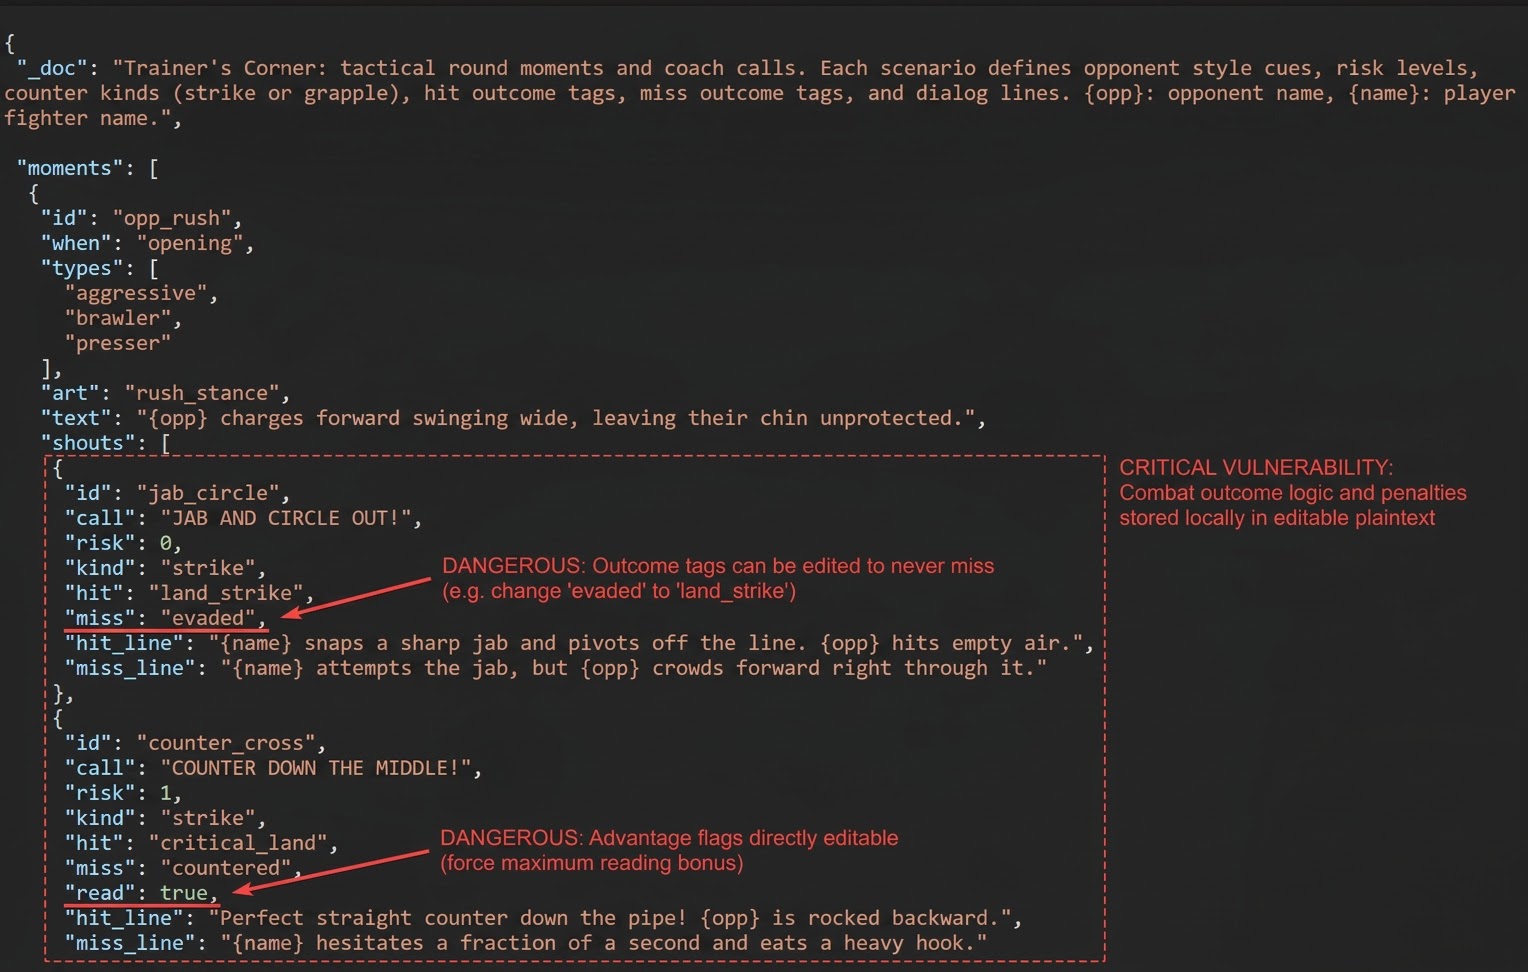 {
"_doc": "Trainer's Corner: tactical round moments and coach calls. Each scenario defines opponent style cues, risk levels,
counter kinds (strike or grapple), hit outcome tags, miss outcome tags, and dialog lines. {opp}: opponent name, {name}: player
fighter name.",
"moments": [
{
"id": "opp_rush",
"when": "opening",
"types": [
"aggressive",
"brawler",
"presser"
],
"art": "rush_stance",
"text": "{opp} charges forward swinging wide, leaving their chin unprotected.",
"shouts": [
{
"id": "jab_circle",
"call": "JAB AND CIRCLE OUT!",
"risk": 0,
"kind": "strike",
"hit": "land_strike",
"miss": "evaded",
"hit_line": "{name} snaps a sharp jab and pivots off the line. {opp} hits empty air.",
"miss_line": "{name} attempts the jab, but {opp} crowds forward right through it."
},
{
"id": "counter_cross",
"call": "COUNTER DOWN THE MIDDLE!",
"risk": 1,
"kind": "strike",
"hit": "critical_land",
"miss": "countered",
"read": true,
"hit_line": "Perfect straight counter down the pipe! {opp} is rocked backward.",
"miss_line": "{name} hesitates a fraction of a second and eats a heavy hook."
CRITICAL VULNERABILITY:
Combat outcome logic and penalties
stored locally in editable plaintext
DANGEROUS: Outcome tags can be edited to never miss
(e.g. change 'evaded' to 'land_strike')
DANGEROUS: Advantage flags directly editable
(force maximum reading bonus)